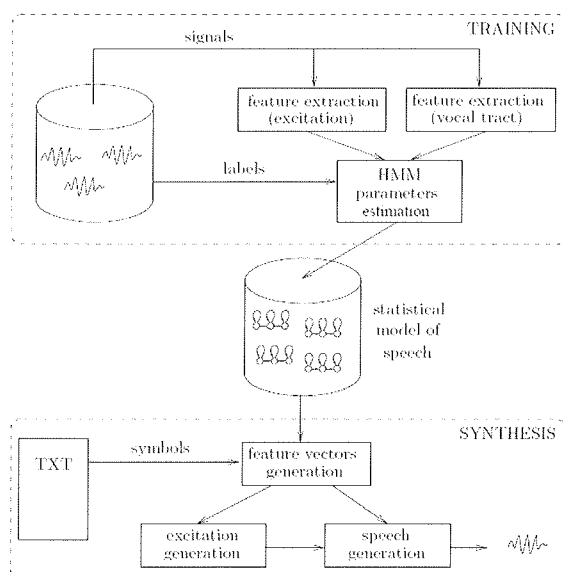 TRAINING
signals
feature extraction
(excitation)
feature extraction
(vocal tract)
labels
HMM
parameters
estimation
statistical
model of
speech
SYNTHESIS
TXT
symbols
feature vectors
generation
excitation
generation
speech
generation